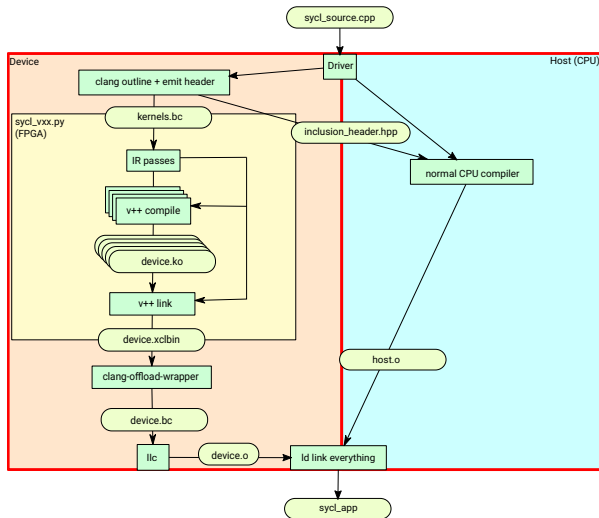 sycl_source.cpp
Device
Driver
Host (CPU)
clang outline + emit header
kernels.bc
sycl_vxx.py
(FPGA)
inclusion_header.hpp
IR passes
normal CPU compiler
v++ compile
device.ko
v++ link
device.xclbin
host.o
clang-offload-wrapper
device.bc
llc
device.o
ld link everything
sycl_app